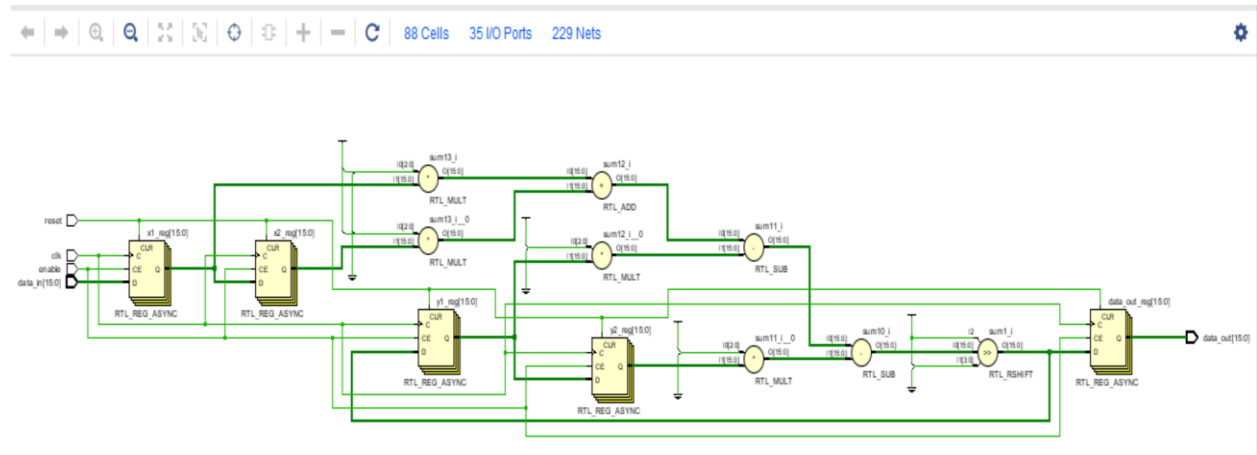 88 Cells 35 I/O Ports 229 Nets
sum13_i
I0[2:0]
I1[15:0]
O[15:0]
RTL_MULT
sum12_i
I0[15:0]
I1[15:0]
O[15:0]
RTL_ADD
sum13_i__0
I0[2:0]
I1[15:0]
O[15:0]
RTL_MULT
sum12_i__0
I0[2:0]
I1[15:0]
O[15:0]
RTL_MULT
sum11_i
I0[15:0]
I1[15:0]
O[15:0]
RTL_SUB
reset
clk
enable
data_in[15:0]
x1_reg[15:0]
CLR
C
CE
D
Q
RTL_REG_ASYNC
x2_reg[15:0]
CLR
C
CE
D
Q
RTL_REG_ASYNC
y1_reg[15:0]
CLR
C
CE
D
Q
RTL_REG_ASYNC
y2_reg[15:0]
CLR
C
CE
D
Q
RTL_REG_ASYNC
sum11_i__0
I0[2:0]
I1[15:0]
O[15:0]
RTL_MULT
sum10_i
I0[15:0]
I1[15:0]
O[15:0]
RTL_SUB
sum1_i
I2
I0[15:0]
I1[3:0]
O[15:0]
>>
RTL_RSHIFT
data_out_reg[15:0]
CLR
C
CE
D
Q
RTL_REG_ASYNC
data_out[15:0]